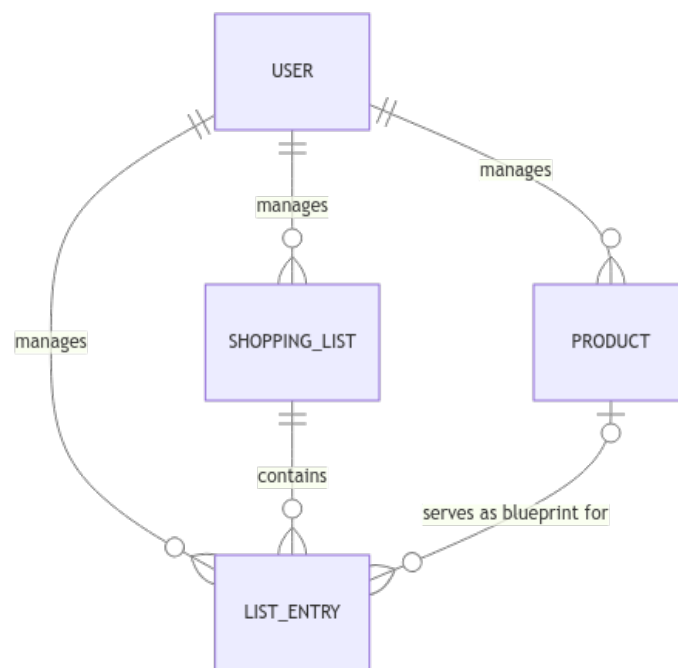 USER
manages
manages
SHOPPING_LIST
PRODUCT
manages
contains
serves as blueprint for
LIST_ENTRY